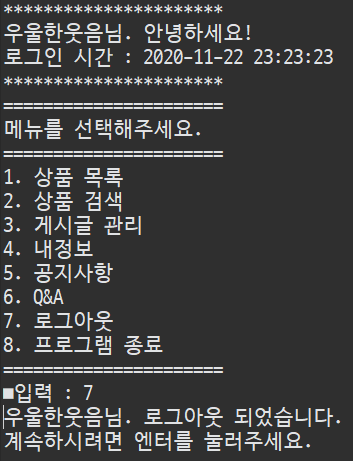 **********************
우울한웃음님. 안녕하세요!
로그인 시간 : 2020-11-22 23:23:23
**********************
======================
메뉴를 선택해주세요.
======================
1. 상품 목록
2. 상품 검색
3. 게시글 관리
4. 내정보
5. 공지사항
6. Q&A
7. 로그아웃
8. 프로그램 종료
======================
■입력 : 7
우울한웃음님. 로그아웃 되었습니다.
계속하시려면 엔터를 눌러주세요.